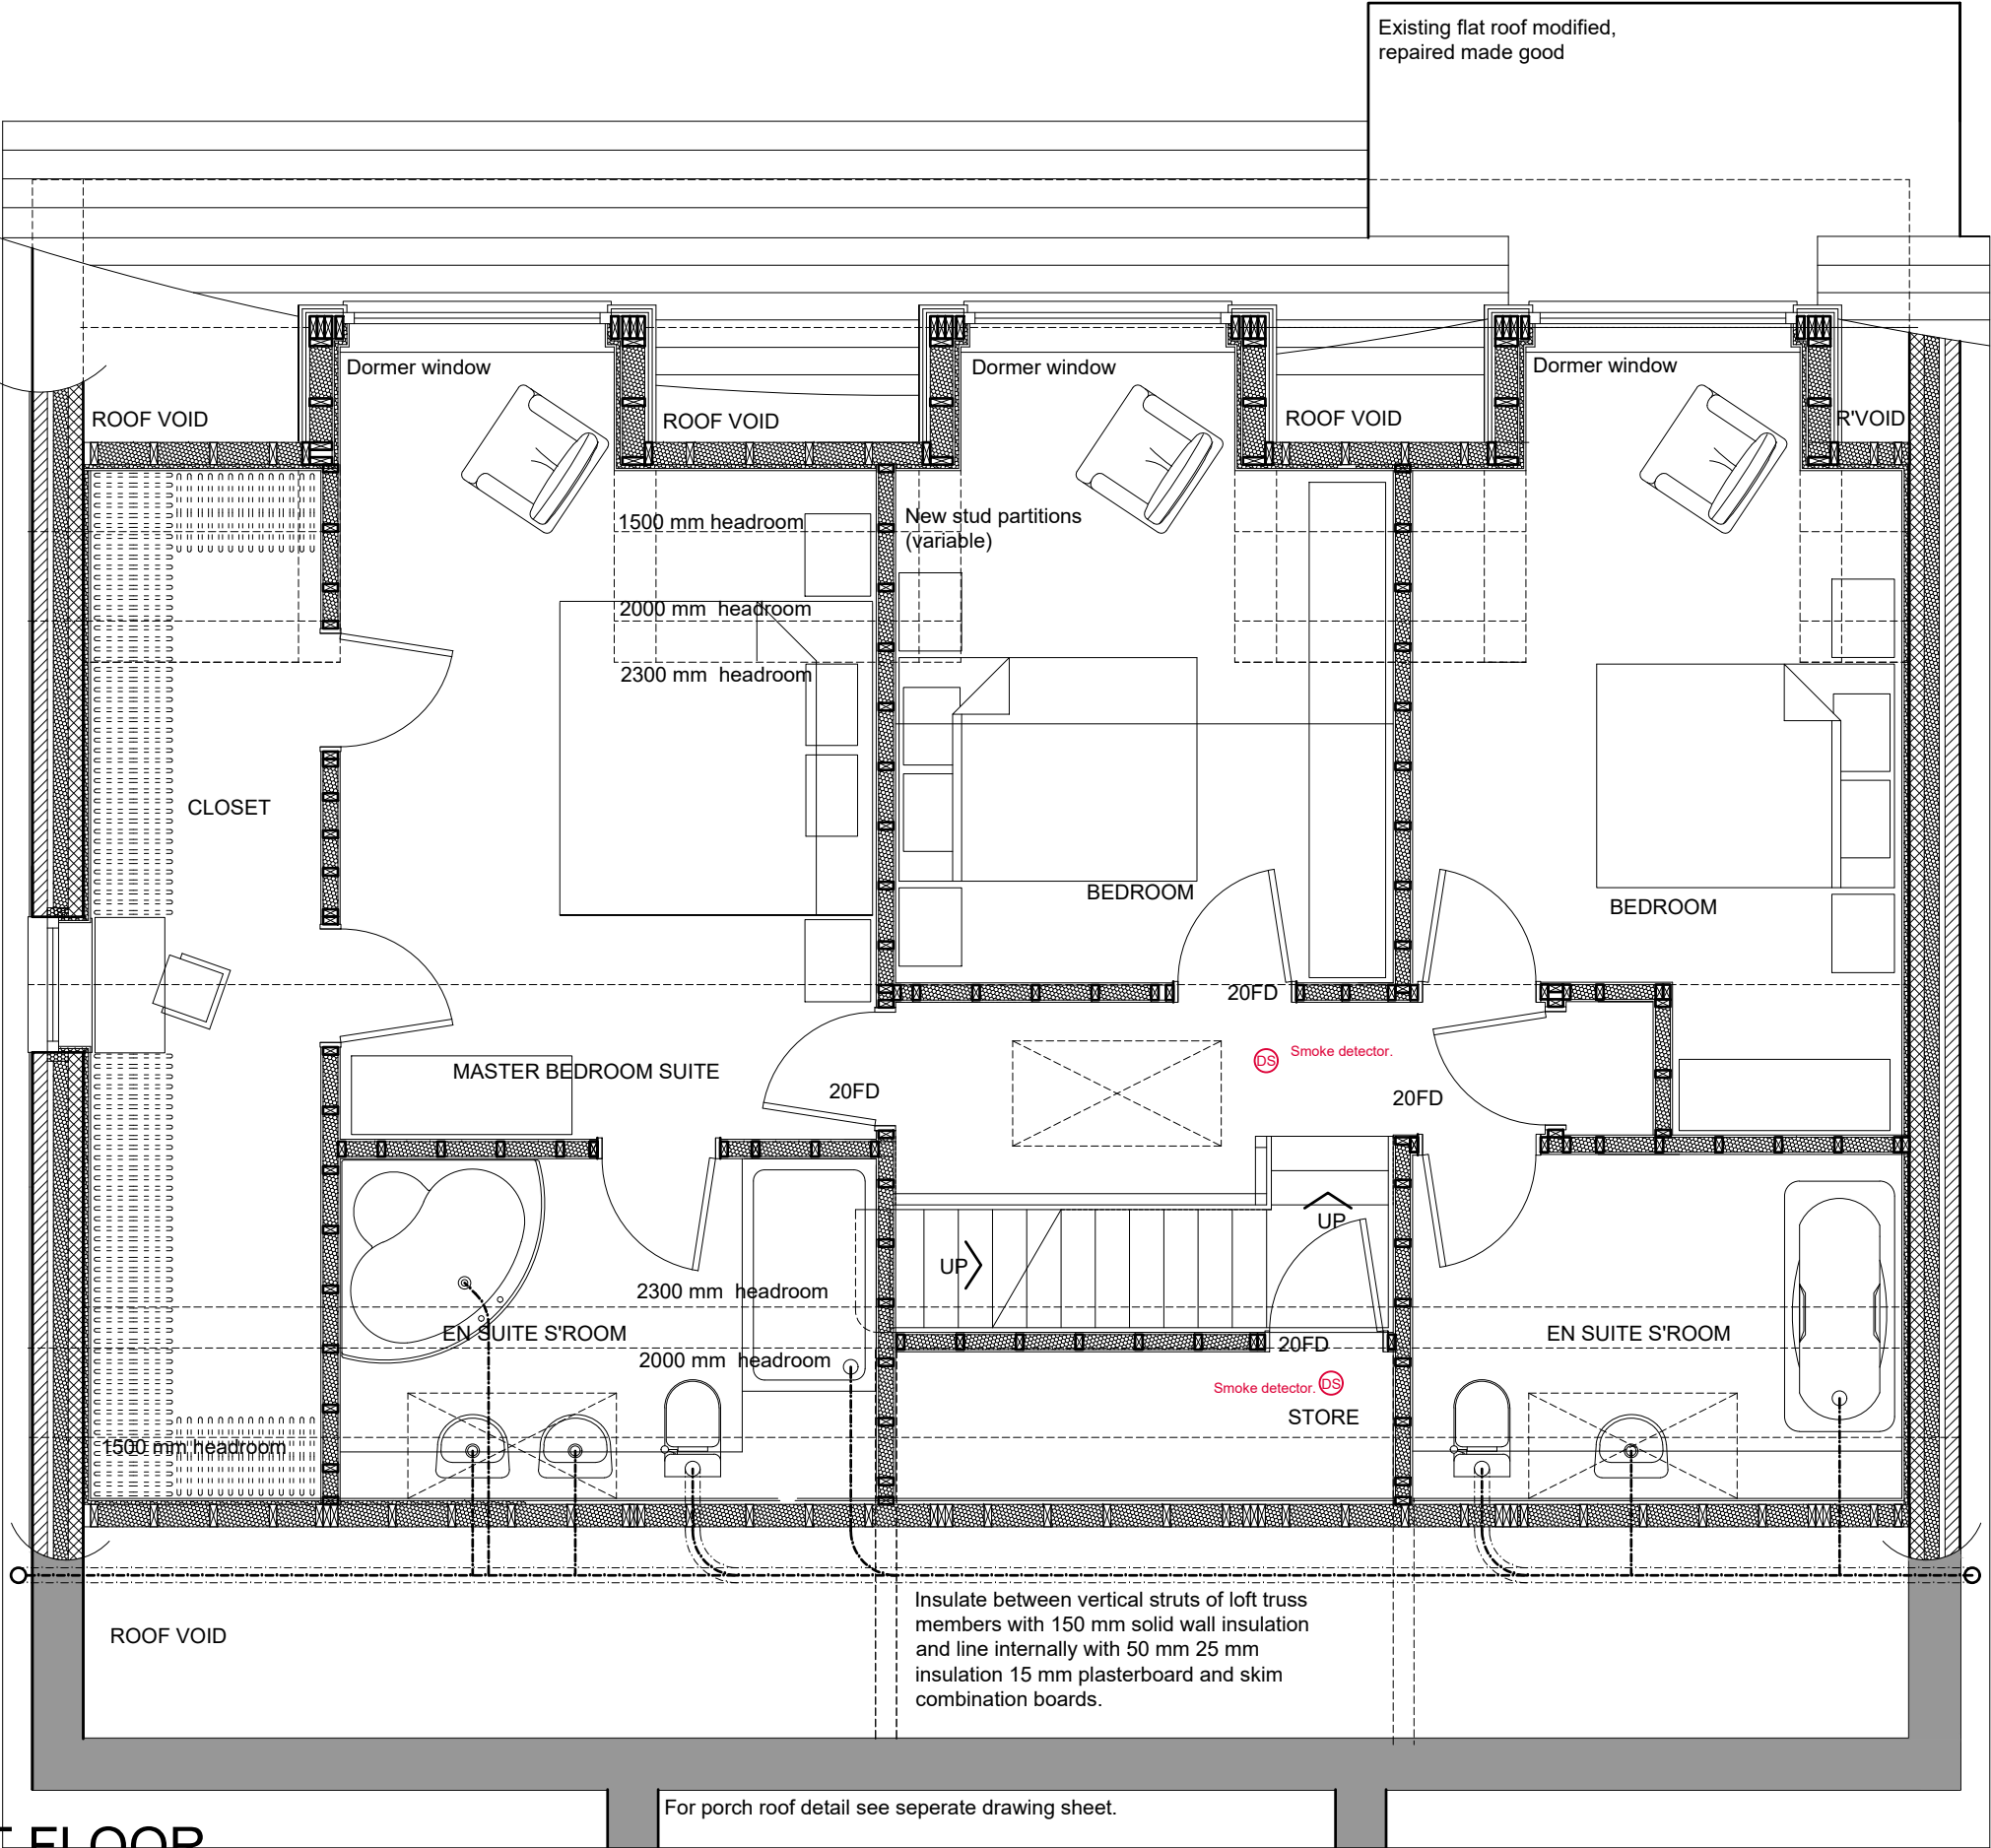 Existing flat roof modified,
repaired made good
Dormer window
Dormer window
Dormer window
ROOF VOID
ROOF VOID
ROOF VOID
R'VOID
1500 mm headroom
New stud partitions
(variable)
2000 mm  headroom
2300 mm  headroom
CLOSET
BEDROOM
BEDROOM
20FD
MASTER BEDROOM SUITE
DS
Smoke detector.
20FD
20FD
UP
UP
2300 mm  headroom
EN SUITE S'ROOM
EN SUITE S'ROOM
20FD
2000 mm  headroom
Smoke detector.
DS
STORE
1500 mm headroom
Insulate between vertical struts of loft truss
members with 150 mm solid wall insulation
and line internally with 50 mm 25 mm
insulation 15 mm plasterboard and skim
combination boards.
ROOF VOID
For porch roof detail see seperate drawing sheet.
FLOOR